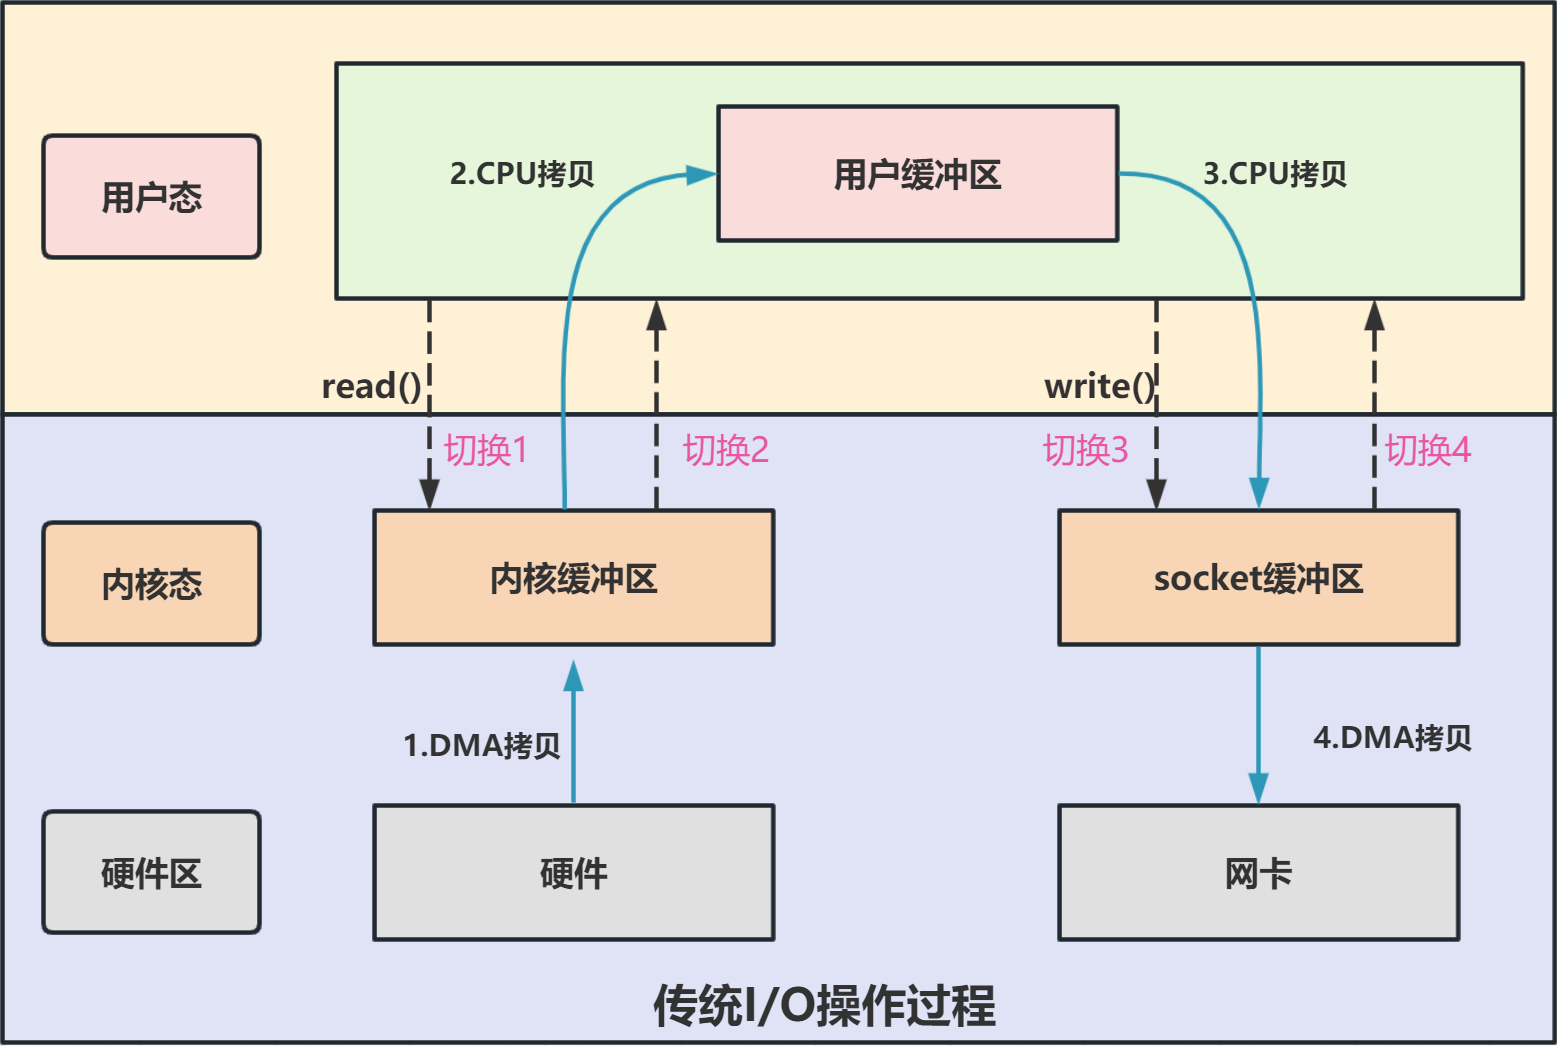 用户态
2.CPU拷贝
用户缓冲区
3.CPU拷贝
read()
write()
切换1
切换2
切换3
切换4
内核态
内核缓冲区
socket缓冲区
1.DMA拷贝
4.DMA拷贝
硬件区
硬件
网卡
传统I/O操作过程